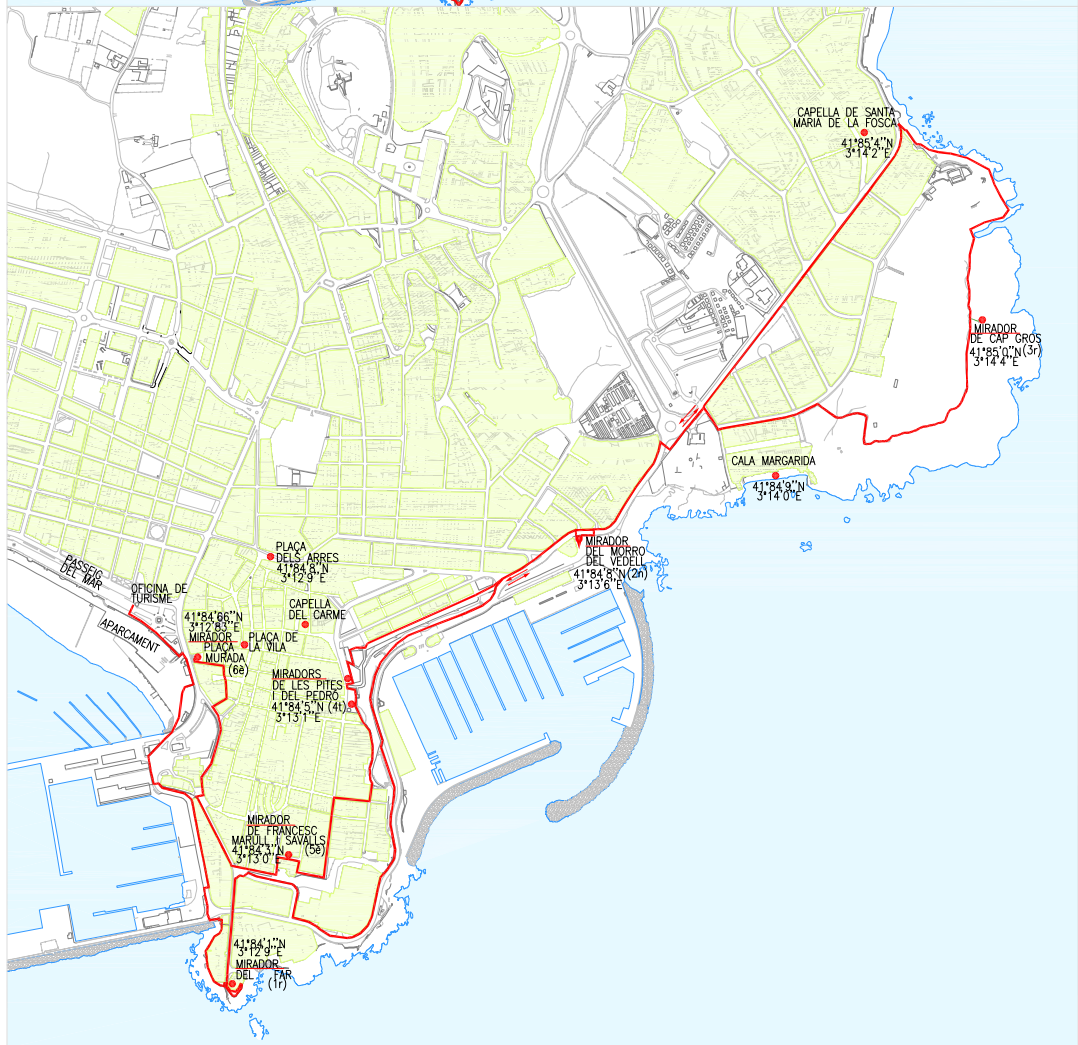 CAPELLA DE SANTA
MARIA DE LA FOSCA
41°85'4''N
3°14'2''E
MIRADOR
DE CAP GROS
41°85'0''N (3r)
3°14'4''E
CALA MARGARIDA
41°84'9''N
3°14'0''E
MIRADOR
DEL MORRO
DEL VEDELL
41°84'8''N (2n)
3°13'6''E
PLAÇA
DELS ARRES
41°84'8''N
3°12'9''E
PASSEIG
DEL MAR
OFICINA DE
TURISME
APARCAMENT
CAPELLA
DEL CARME
41°84'66''N
3°12'83''E
MIRADOR
PLAÇA
MURADA
(6è)
PLAÇA DE
LA VILA
MIRADORS
DE LES PITES
I DEL PEDRÓ
41°84'5''N (4t)
3°13'1''E
MIRADOR
DE FRANCESC
MARULL I SAVALLS
41°84'3''N (5è)
3°13'0''E
41°84'1''N
3°12'9''E
MIRADOR
DEL FAR
(1r)